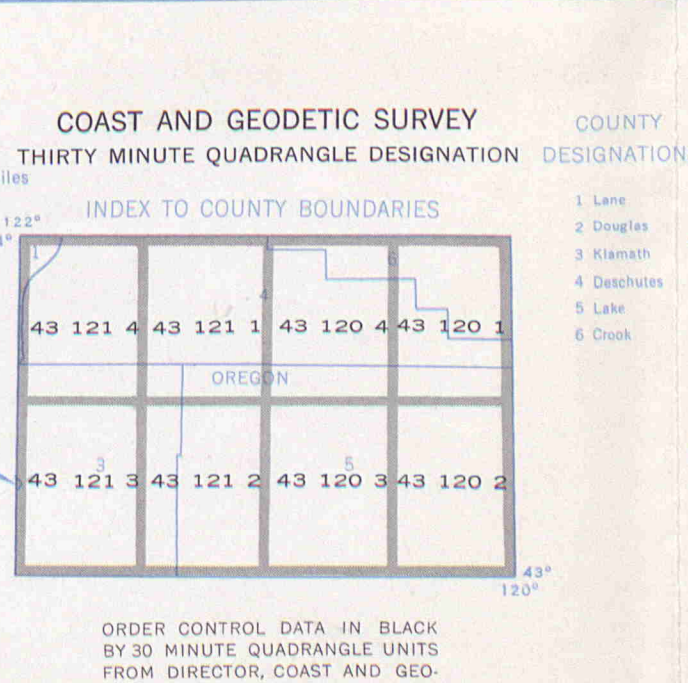 COAST AND GEODETIC SURVEY
THIRTY MINUTE QUADRANGLE DESIGNATION
iles
INDEX TO COUNTY BOUNDARIES
122°
1
4
6
43 121 4 43 121 1 43 120 4 43 120 1
OREGON
3
5
43 121 3 43 121 2 43 120 3 43 120 2
43°
120°
ORDER CONTROL DATA IN BLACK
BY 30 MINUTE QUADRANGLE UNITS
FROM DIRECTOR, COAST AND GEO-
COUNTY
DESIGNATION
1 Lane
2 Douglas
3 Klamath
4 Deschutes
5 Lake
6 Crook